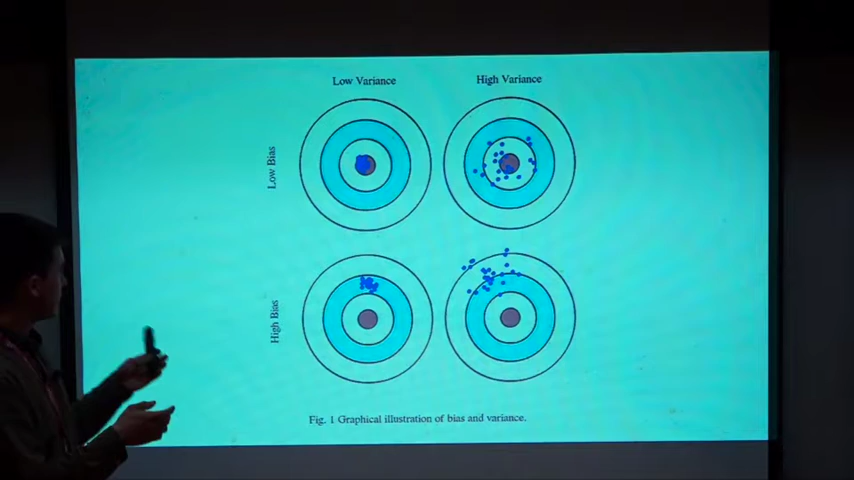 Low Variance
High Variance
Low Bias
High Bias
Fig. 1 Graphical illustration of bias and variance.